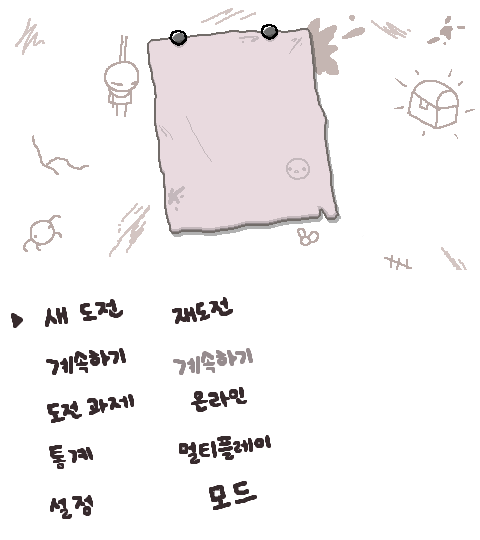 새 도전 재도전
계속하기 계속하기
도전 과제 온라인
통계 멀티플레이
설정 모드